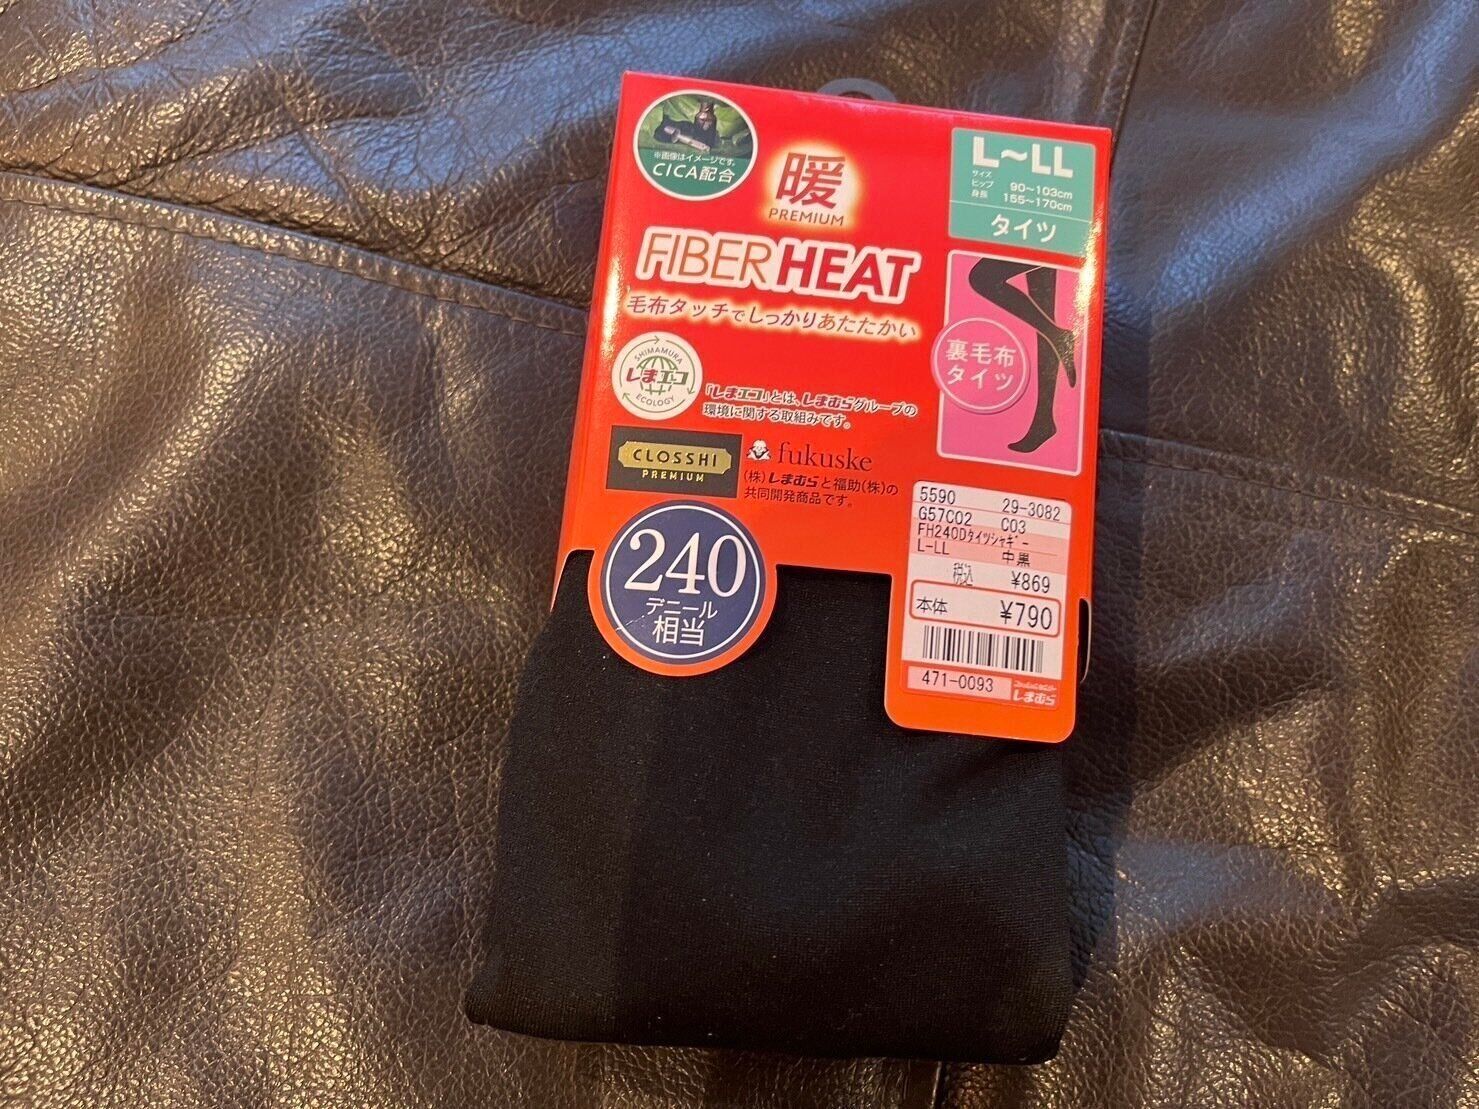 ※画像はイメージです。
CICA配合
暖
PREMIUM
FIBER HEAT
毛布タッチでしっかりあたたかい
L～LL
サイズ
ヒップ 90～103cm
身長 155～170cm
タイツ
裏毛布
タイツ
SHIMAMURA
しまエコ
ECOLOGY
「しまエコ」とは、しまむらグループの
環境に関する取組みです。
CLOSSHI
PREMIUM
fukuske
(株)しまむらと福助(株)の
共同開発商品です。
240
デニール
相当
5590 29-3082
G57C02 C03
FH240Dタイツシャギー
L-LL 中黒
税込 ¥869
本体 ¥790
471-0093
しまむら